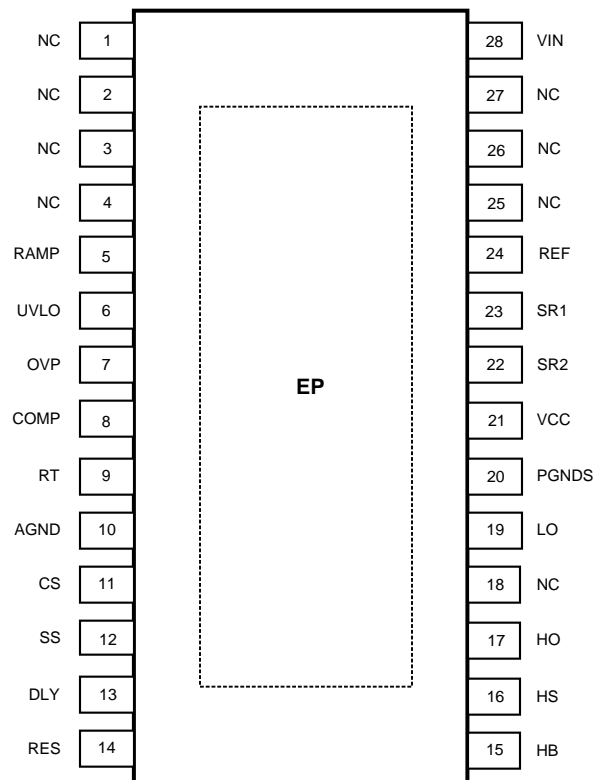 NC 1 28 VIN
NC 2 27 NC
NC 3 26 NC
NC 4 25 NC
RAMP 5 24 REF
UVLO 6 23 SR1
OVP 7 22 SR2
EP
COMP 8 21 VCC
RT 9 20 PGNDS
AGND 10 19 LO
CS 11 18 NC
SS 12 17 HO
DLY 13 16 HS
RES 14 15 HB